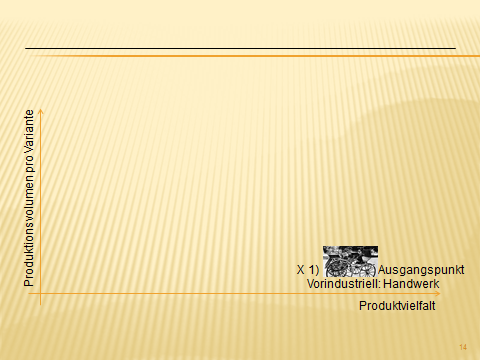 Produktionsvolumen pro Variante
X 1) Ausgangspunkt
Vorindustriell: Handwerk
Produktvielfalt
14